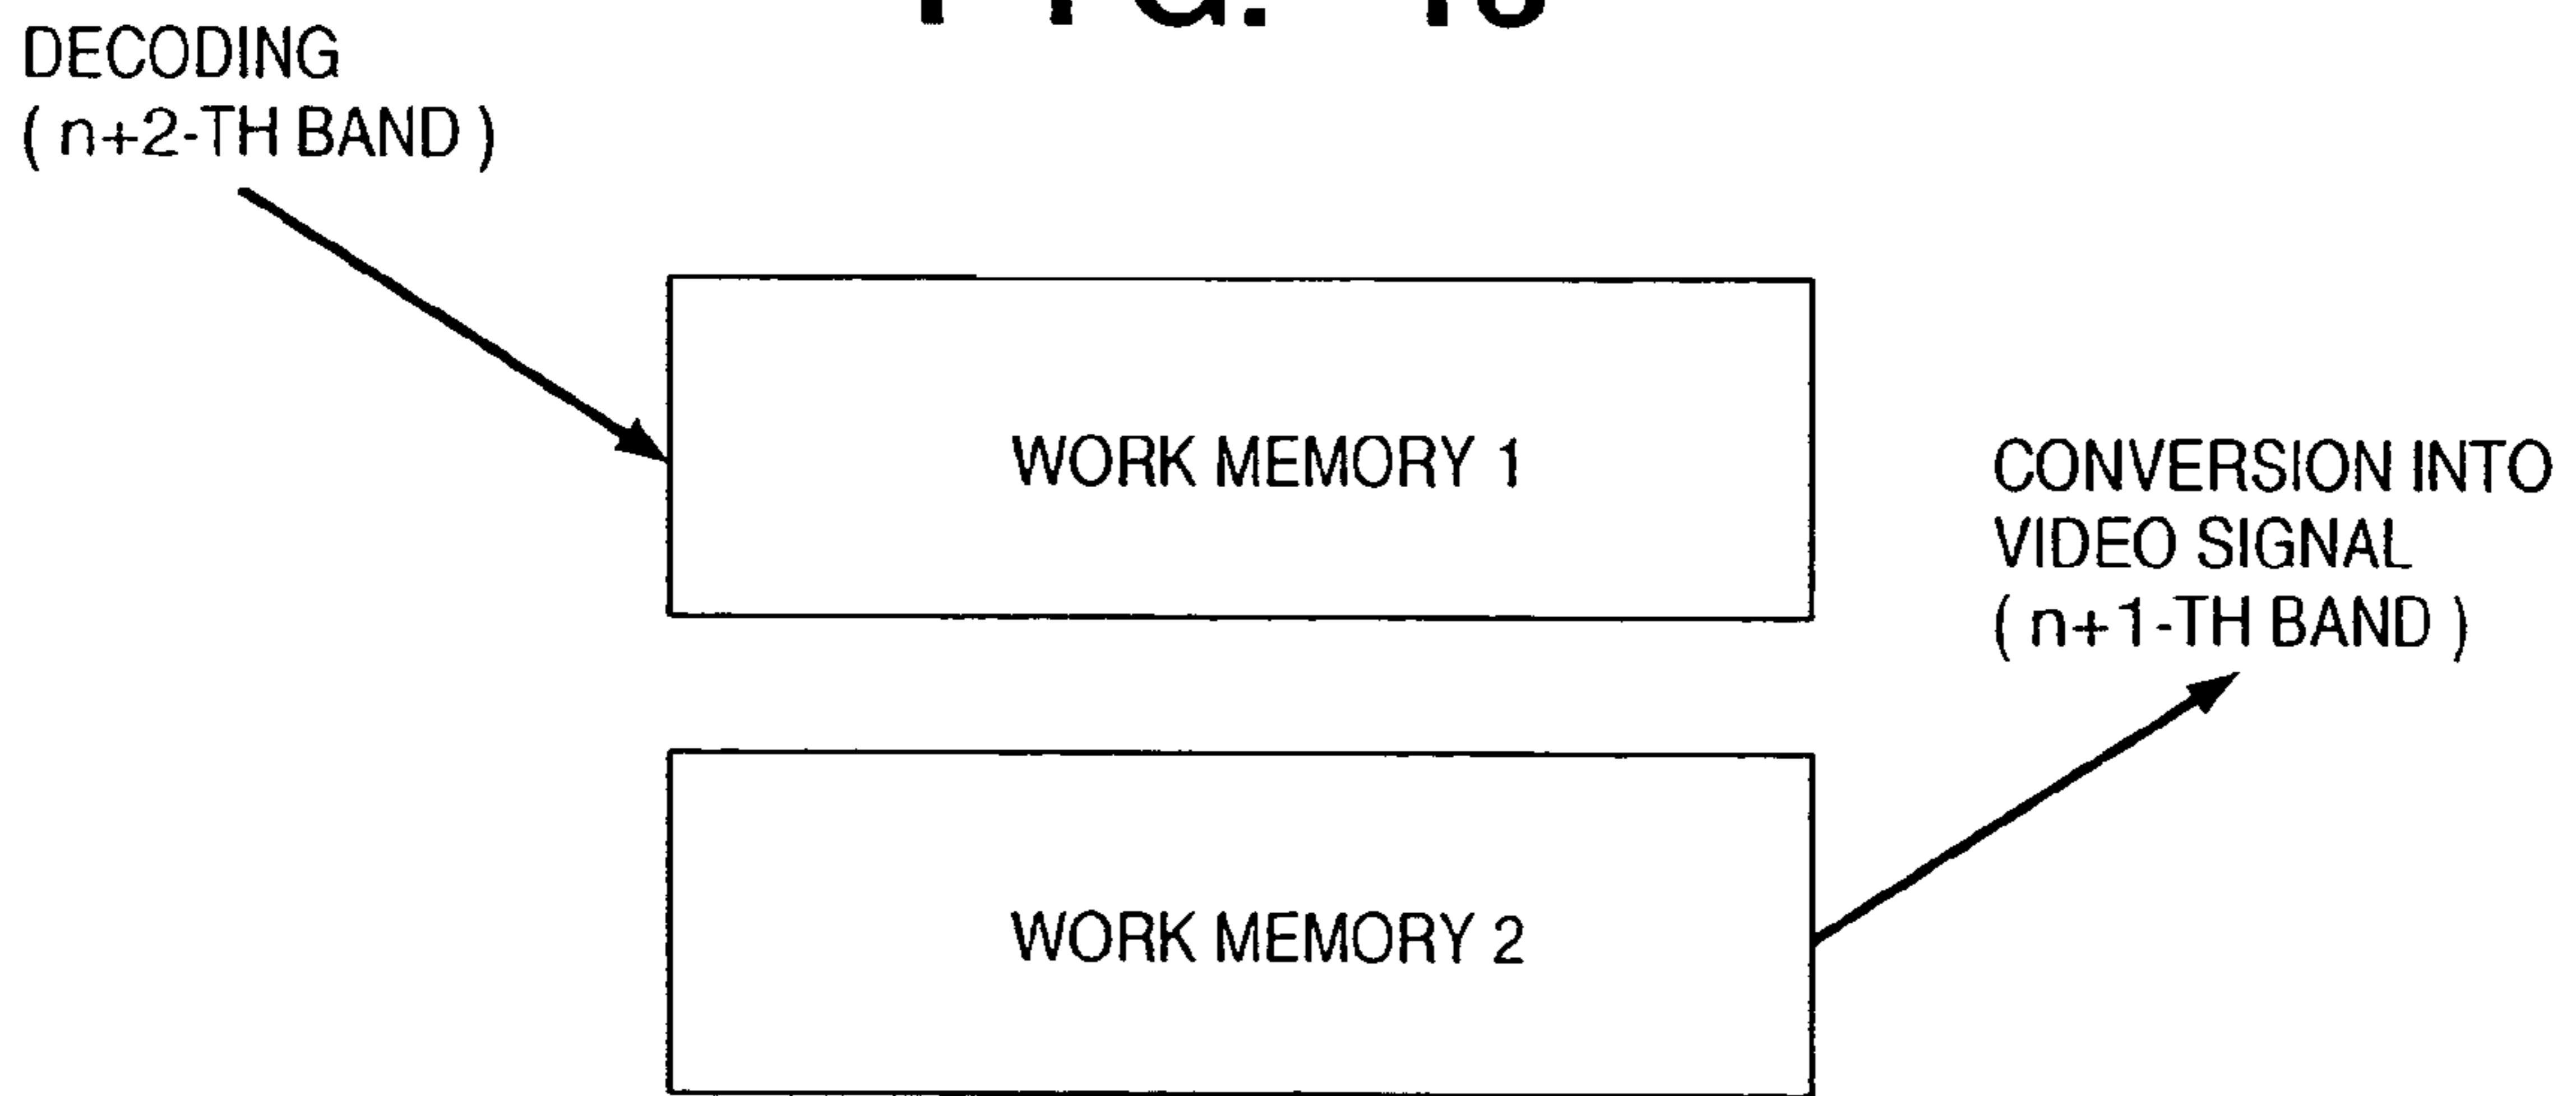 DECODING
( n+2-TH BAND )
WORK MEMORY 1
CONVERSION INTO
VIDEO SIGNAL
( n+1-TH BAND )
WORK MEMORY 2